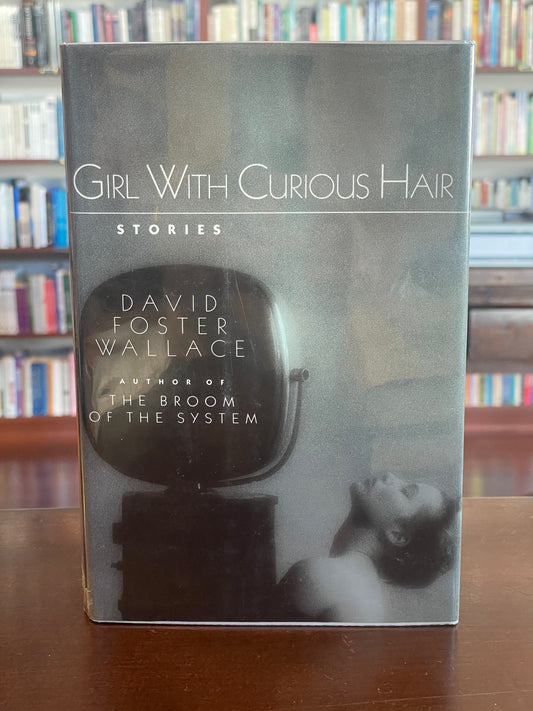 GIRL WITH CURIOUS HAIR
STORIES
DAVID
FOSTER
WALLACE
AUTHOR OF
THE BROOM
OF THE SYSTEM